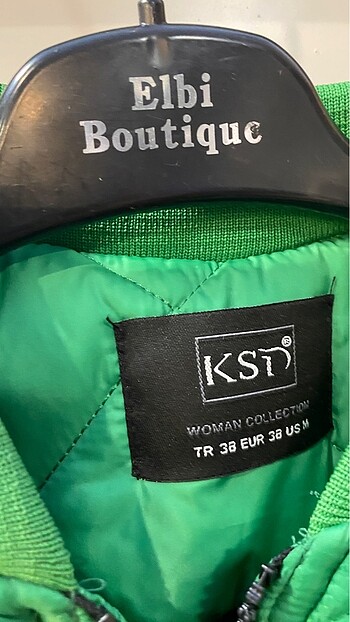 Elbi
Boutique
KSD®
WOMAN COLLECTION
TR 38 EUR 38 US M